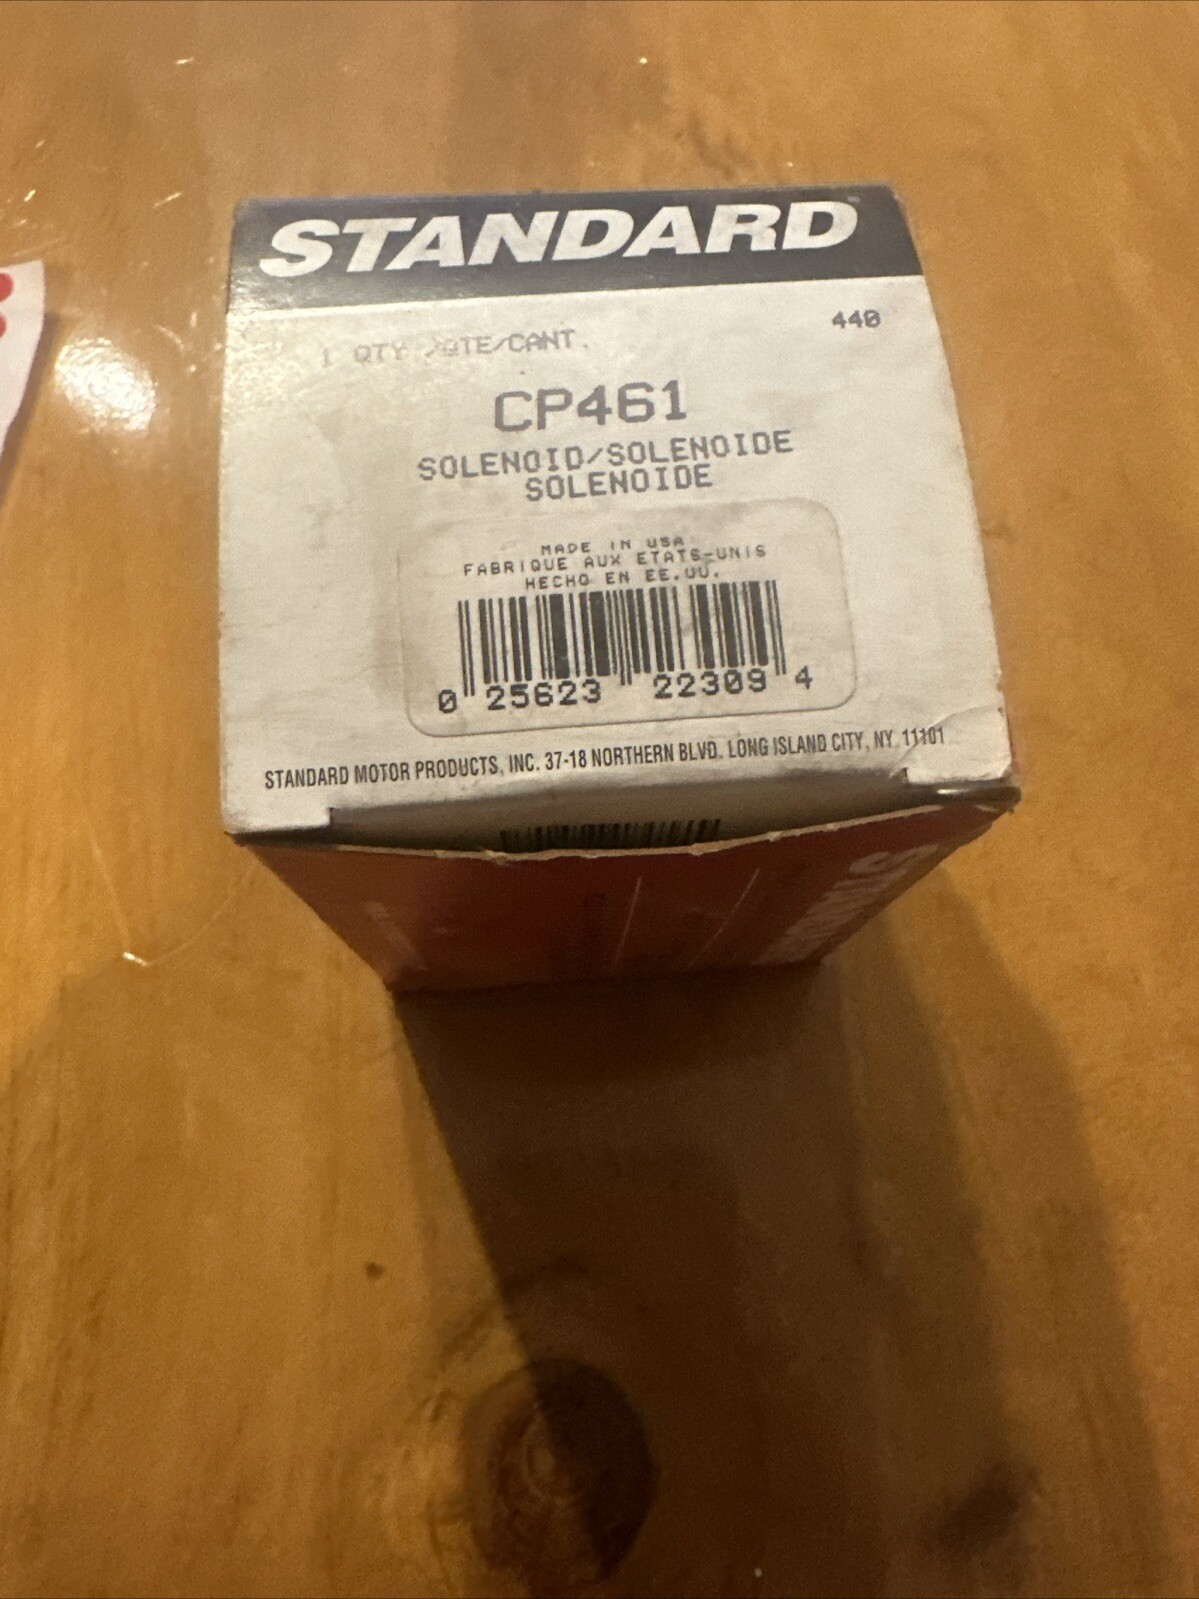 STANDARD®
440
1 QTY /QTE/CANT.
CP461
SOLENOID/SOLENOIDE
SOLENOIDE
MADE IN USA
FABRIQUE AUX ETATS-UNIS
HECHO EN EE.UU.
0 25623 22309 4
STANDARD MOTOR PRODUCTS, INC. 37-18 NORTHERN BLVD. LONG ISLAND CITY, NY 11101